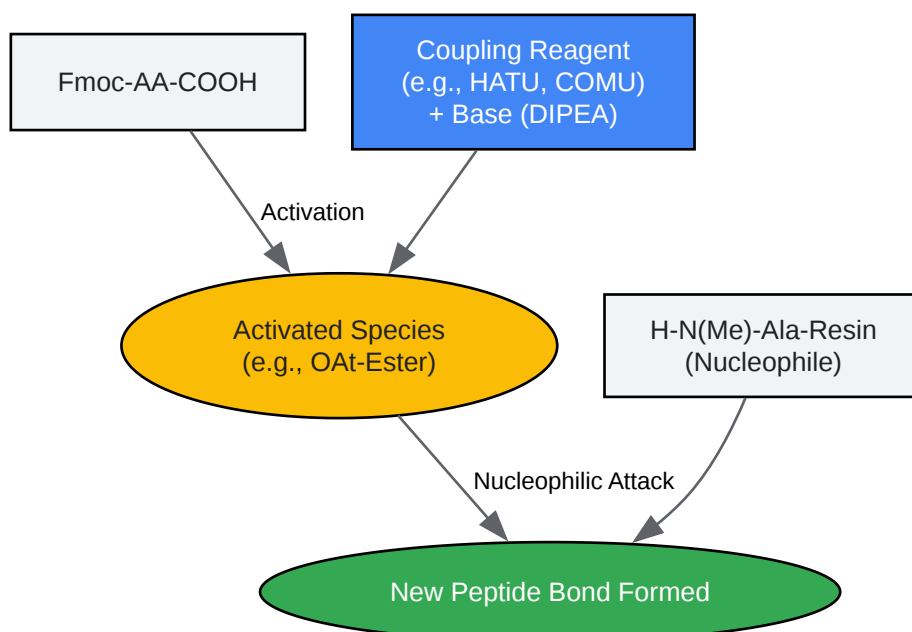 Fmoc-AA-COOH
Coupling Reagent
(e.g., HATU, COMU)
+ Base (DIPEA)
Activation
Activated Species
(e.g., OAt-Ester)
H-N(Me)-Ala-Resin
(Nucleophile)
Nucleophilic Attack
New Peptide Bond Formed